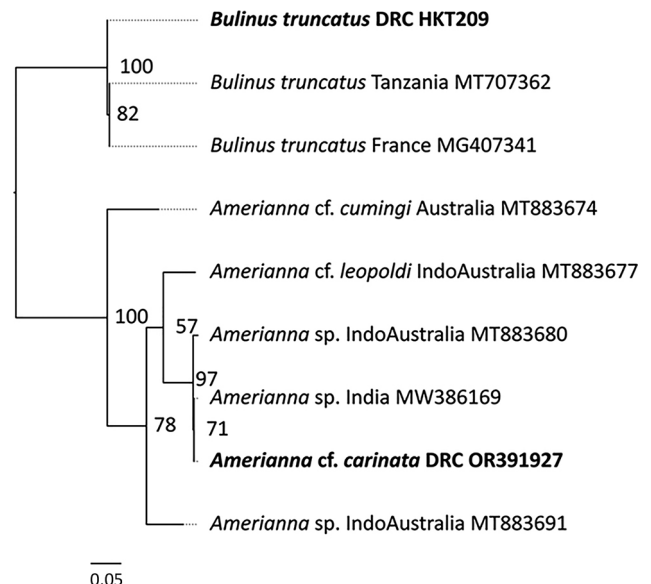 Bulinus truncatus DRC HKT209
100
Bulinus truncatus Tanzania MT707362
82
Bulinus truncatus France MG407341
Amerianna cf. cumingi Australia MT883674
Amerianna cf. leopoldi IndoAustralia MT883677
100
57
Amerianna sp. IndoAustralia MT883680
97
Amerianna sp. India MW386169
78
71
Amerianna cf. carinata DRC OR391927
Amerianna sp. IndoAustralia MT883691
0.05